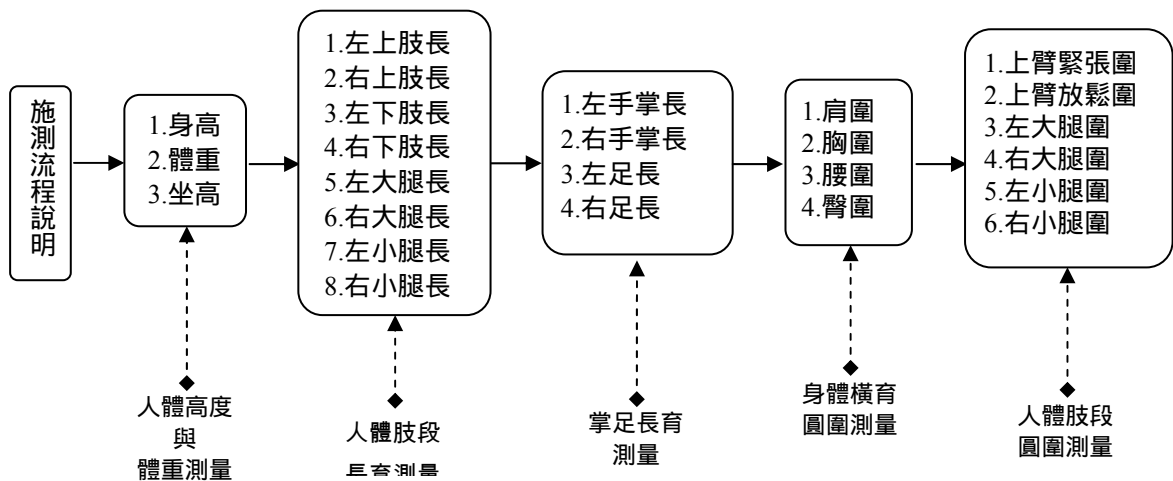 施測流程說明
1.身高
2.體重
3.坐高
1.左上肢長
2.右上肢長
3.左下肢長
4.右下肢長
5.左大腿長
6.右大腿長
7.左小腿長
8.右小腿長
1.左手掌長
2.右手掌長
3.左足長
4.右足長
1.肩圍
2.胸圍
3.腰圍
4.臀圍
1.上臂緊張圍
2.上臂放鬆圍
3.左大腿圍
4.右大腿圍
5.左小腿圍
6.右小腿圍
人體高度
與
體重測量
人體肢段
長育測量
掌足長育
測量
身體橫育
圓圍測量
人體肢段
圓圍測量